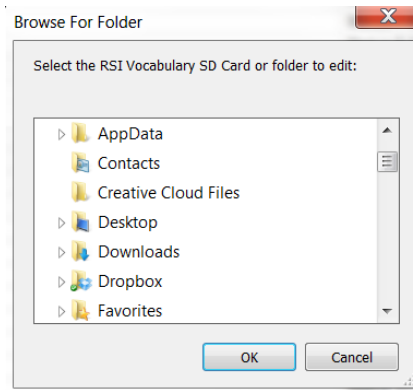 Browse For Folder
Select the RSI Vocabulary SD Card or folder to edit:
AppData
Contacts
Creative Cloud Files
Desktop
Downloads
Dropbox
Favorites
OK Cancel